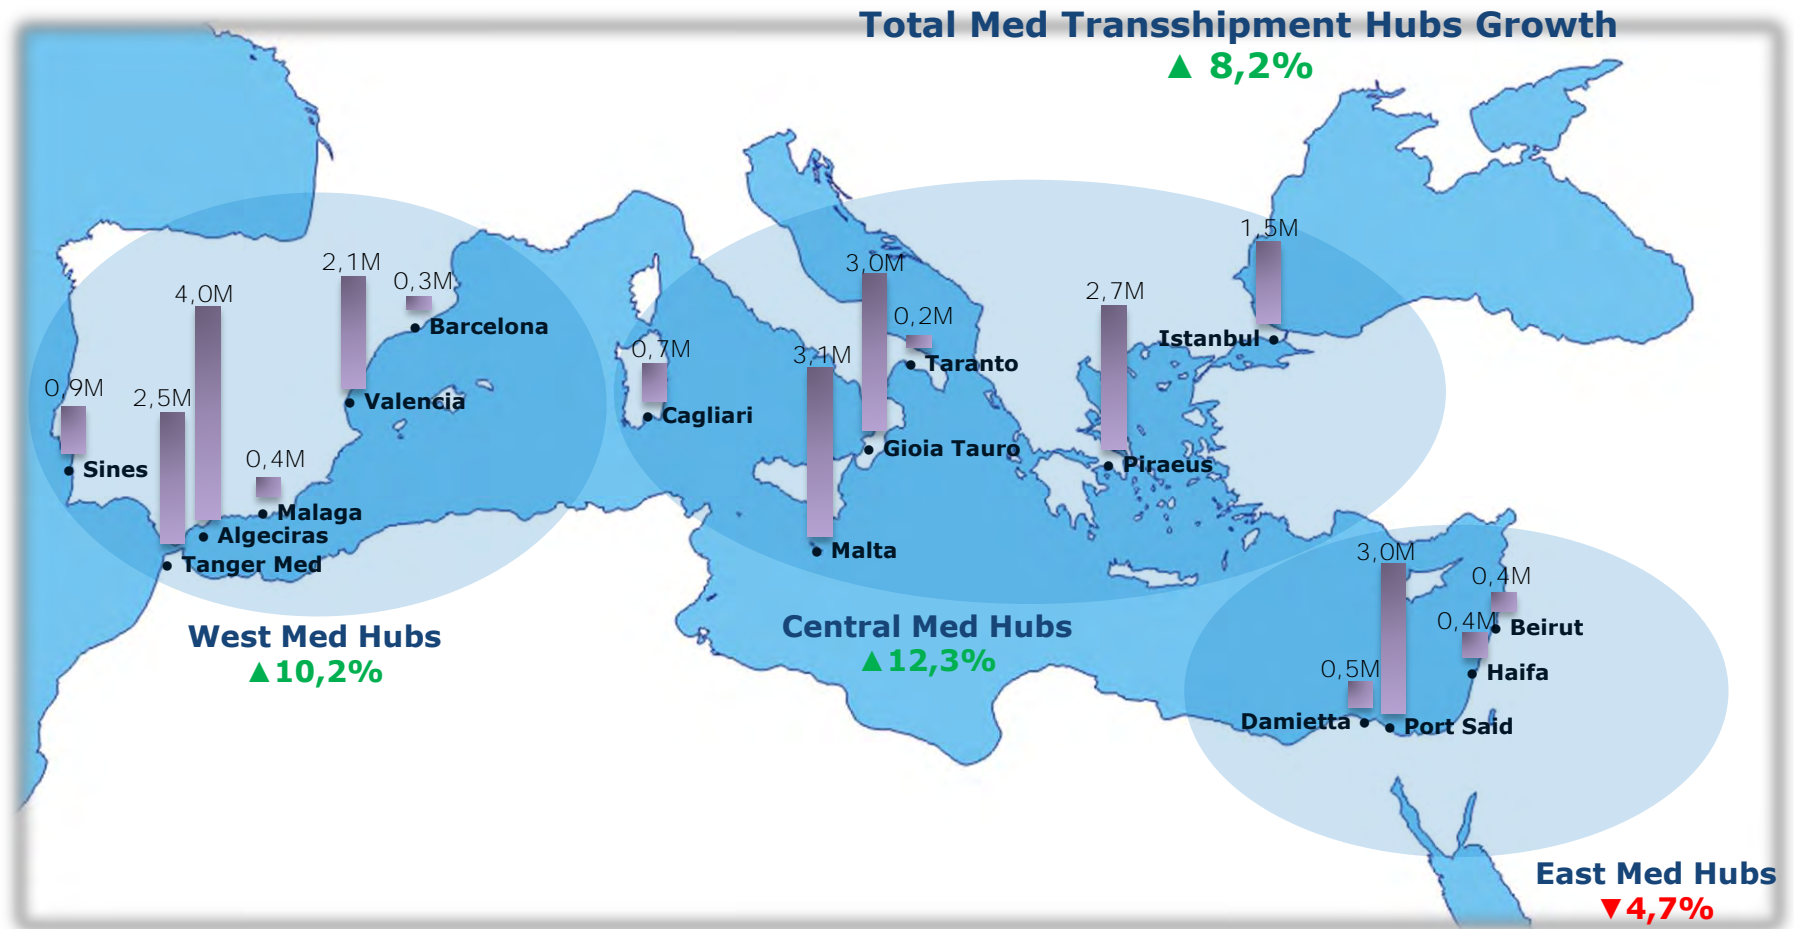 Total Med Transshipment Hubs Growth
▲ 8,2%
0,9M
Sines
2,5M
Tanger Med
4,0M
Algeciras
0,4M
Malaga
2,1M
Valencia
0,3M
Barcelona
West Med Hubs
▲10,2%
0,7M
Cagliari
3,1M
Malta
3,0M
Gioia Tauro
0,2M
Taranto
2,7M
Piraeus
1,5M
Istanbul
Central Med Hubs
▲12,3%
0,5M
Damietta
3,0M
Port Said
0,4M
Haifa
0,4M
Beirut
East Med Hubs
▼4,7%